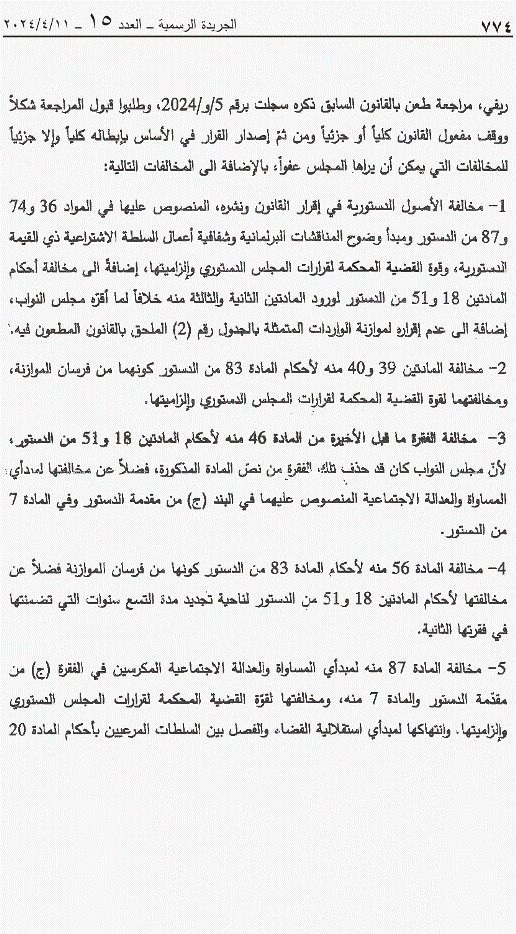 ٧٧٤ الجريدة الرسمية ـ العدد ١٥ ـ ٢٠٢٤/٤/١١
ريفي، مراجعة طعن بالقانون السابق ذكره سجلت برقم 5/و/2024، وطلبوا قبول المراجعة شكلاً
ووقف مفعول القانون كلياً أو جزئياً ومن ثمّ إصدار القرار في الأساس بإبطاله كلياً وإلا جزئياً
للمخالفات التي يمكن أن يراها المجلس عفواً، بالإضافة الى المخالفات التالية:
1– مخالفة الأصول الدستورية في إقرار القانون ونشره، المنصوص عليها في المواد 36 و74
و87 من الدستور ومبدأ وضوح المناقشات البرلمانية وشفافية أعمال السلطة الاشتراعية ذي القيمة
الدستورية، وقوة القضية المحكمة لقرارات المجلس الدستوري وإلزاميتها، إضافةً الى مخالفة أحكام
المادتين 18 و51 من الدستور لورود المادتين الثانية والثالثة منه خلافاً لما أقرّه مجلس النواب،
إضافة الى عدم إقراره لموازنة الواردات المتمثلة بالجدول رقم (2) الملحق بالقانون المطعون فيه.
2– مخالفة المادتين 39 و40 منه لأحكام المادة 83 من الدستور كونهما من فرسان الموازنة،
ومخالفتهما لقوة القضية المحكمة لقرارات المجلس الدستوري وإلزاميتها.
3– مخالفة الفقرة ما قبل الأخيرة من المادة 46 منه لأحكام المادتين 18 و51 من الدستور،
لأنّ مجلس النواب كان قد حذف تلك الفقرة من نصّ المادة المذكورة، فضلاً عن مخالفتها لمبدأي
المساواة والعدالة الاجتماعية المنصوص عليهما في البند (ج) من مقدمة الدستور وفي المادة 7
من الدستور.
4– مخالفة المادة 56 منه لأحكام المادة 83 من الدستور كونها من فرسان الموازنة فضلاً عن
مخالفتها لأحكام المادتين 18 و51 من الدستور لناحية تجديد مدة التسع سنوات التي تضمنتها
في فقرتها الثانية.
5– مخالفة المادة 87 منه لمبدأي المساواة والعدالة الاجتماعية المكرسين في الفقرة (ج) من
مقدّمة الدستور والمادة 7 منه، ومخالفتها لقوّة القضية المحكمة لقرارات المجلس الدستوري
وإلزاميتها. وانتهاكها لمبدأي استقلالية القضاء والفصل بين السلطات المرعيين بأحكام المادة 20